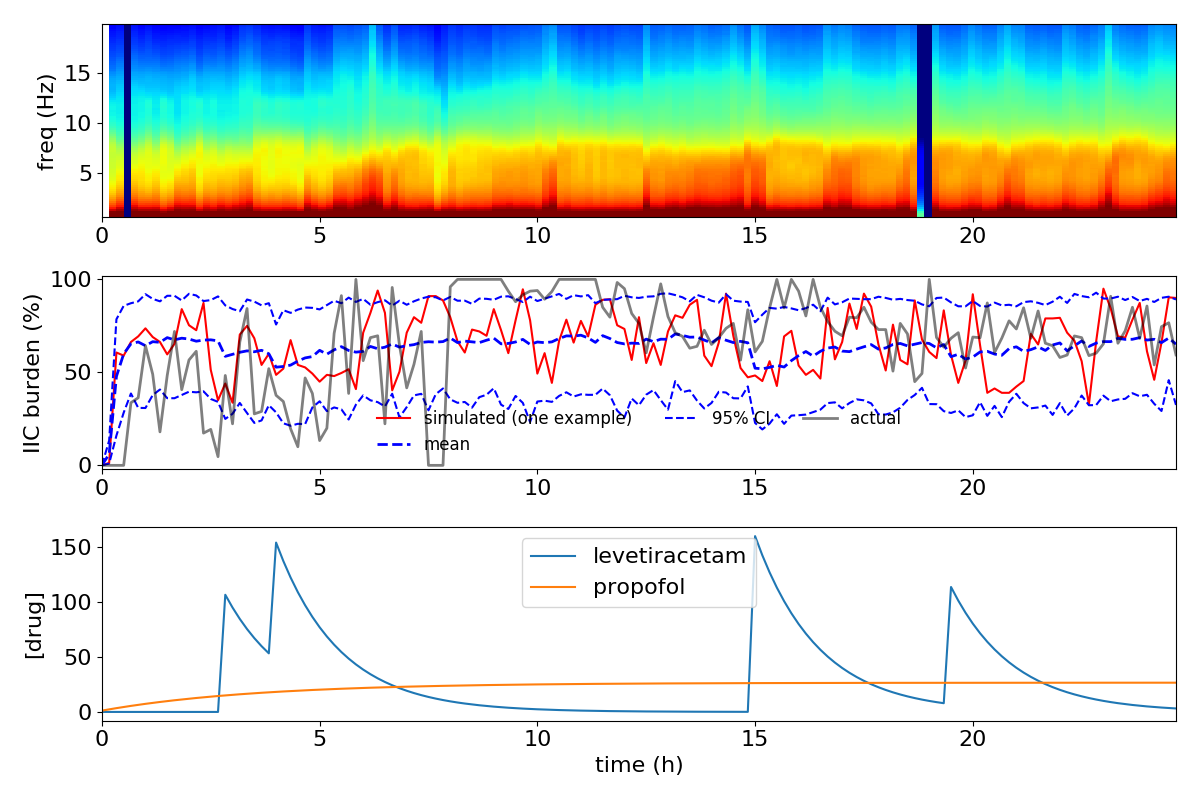 freq (Hz)
15
10
5
0 5 10 15 20
IIC burden (%)
100
50
0
simulated (one example) 95% CI actual
mean
0 5 10 15 20
[drug]
150
100
50
0
levetiracetam
propofol
0 5 10 15 20
time (h)